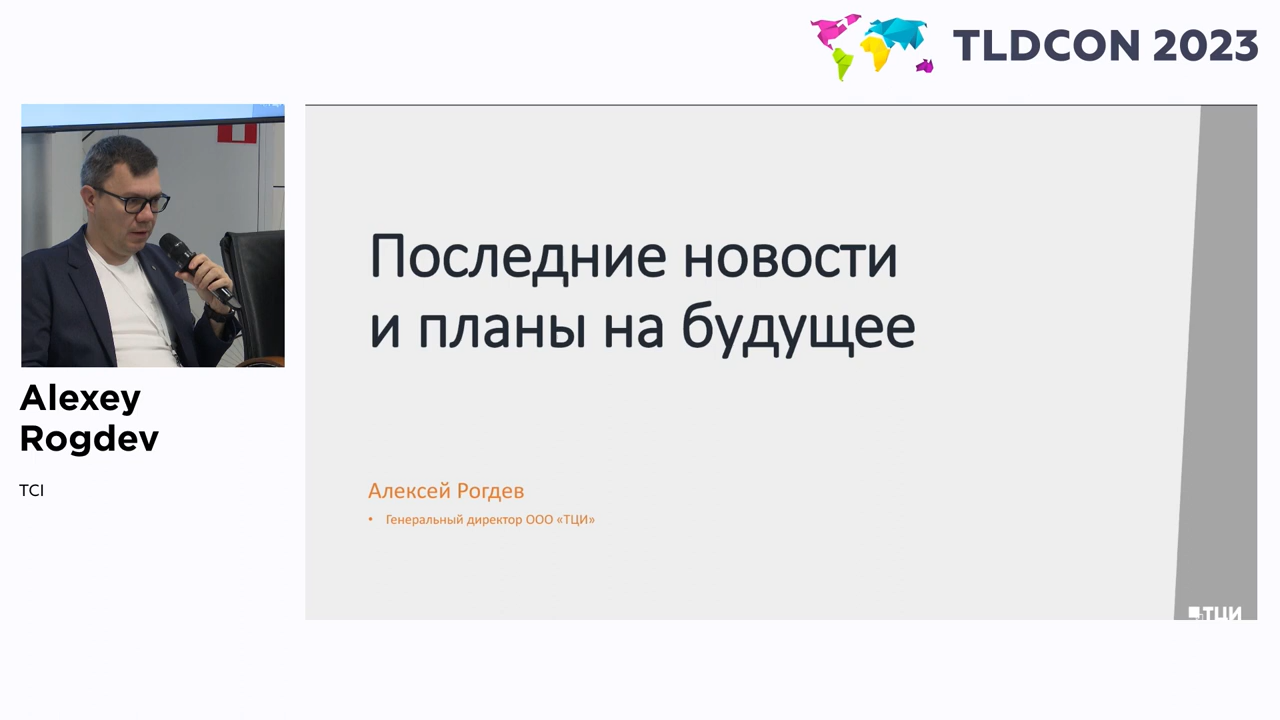 TLDCON 2023
Alexey
Rogdev
TCI
Последние новости
и планы на будущее
Алексей Рогдев
• Генеральный директор ООО «ТЦИ»
ТЦИ